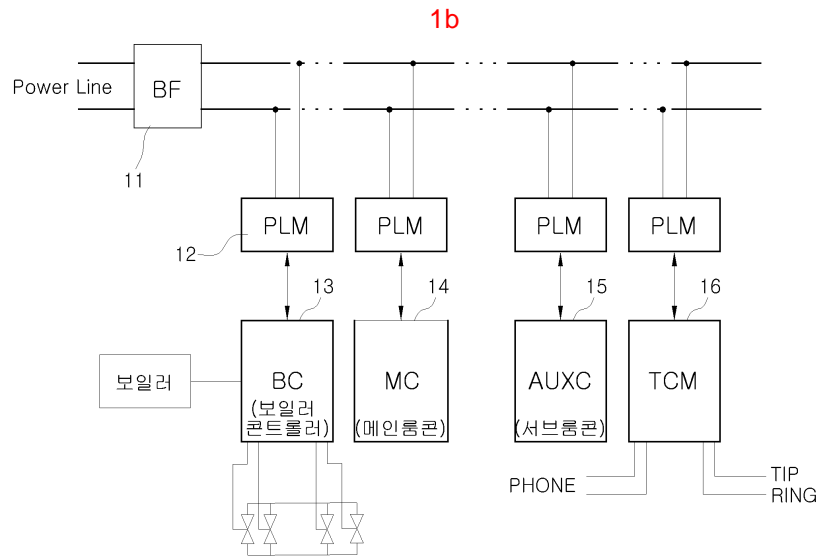 1b
Power Line
BF
11
PLM
PLM
PLM
PLM
12
13
14
15
16
보일러
BC
(보일러
콘트롤러)
MC
(메인룸콘)
AUXC
(서브룸콘)
TCM
PHONE
TIP
RING